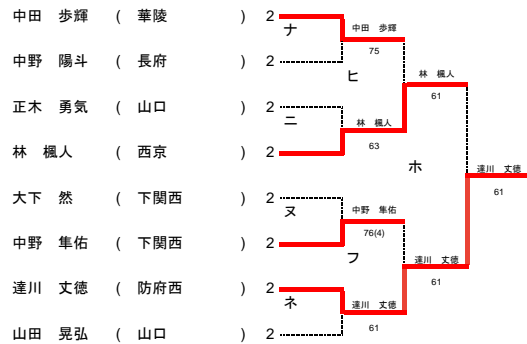 中田 歩輝 ( 華陵 ) 2
ナ
中田 歩輝
75
中野 陽斗 ( 長府 ) 2
ヒ
林 楓人
61
正木 勇気 ( 山口 ) 2
ニ
林 楓人
63
林 楓人 ( 西京 ) 2
ホ
達川 丈徳
61
大下 然 ( 下関西 ) 2
ヌ
中野 隼佑
76(4)
中野 隼佑 ( 下関西 ) 2
フ
達川 丈徳
61
達川 丈徳 ( 防府西 ) 2
ネ
達川 丈徳
61
山田 晃弘 ( 山口 ) 2